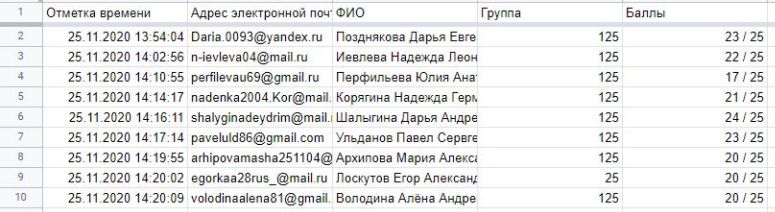 1 Отметка времени Адрес электронной поч ФИО Группа Баллы
2 25.11.2020 13:54:04 Daria.0093@yandex.ru Позднякова Дарья Евге 125 23 / 25
3 25.11.2020 14:02:56 n-ievleva04@mail.ru Иевлева Надежда Леон 125 22 / 25
4 25.11.2020 14:10:55 perfilevau69@gmail.ru Перфильева Юлия Ана 125 17 / 25
5 25.11.2020 14:14:17 nadenka2004.Kor@mail. Корягина Надежда Герм 125 21 / 25
6 25.11.2020 14:16:11 shalyginadeydrim@mail. Шалыгина Дарья Андре 125 24 / 25
7 25.11.2020 14:17:14 paveluld86@gmail.com Ульданов Павел Сервге 125 23 / 25
8 25.11.2020 14:19:55 arhipovamasha251104@ Архипова Мария Алекса 125 20 / 25
9 25.11.2020 14:20:02 egorkaa28rus_@mail.ru Лоскутов Егор Александ 25 20 / 25
10 25.11.2020 14:20:09 volodinaalena81@gmail. Володина Алёна Андре 125 20 / 25